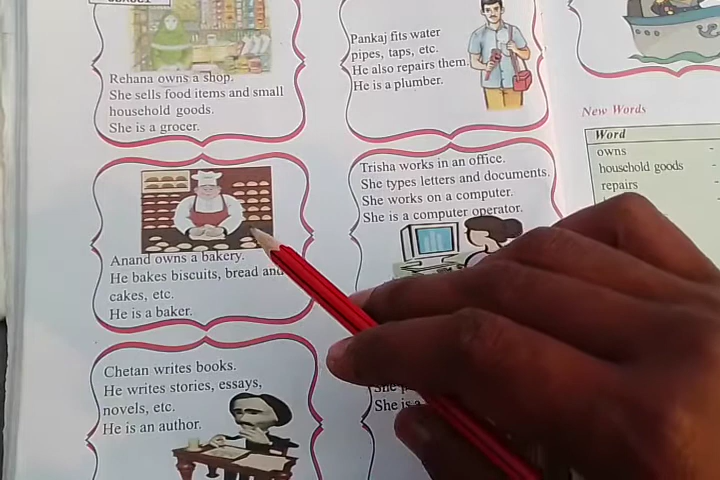 Rehana owns a shop.
She sells food items and small
household goods.
She is a grocer.
Pankaj fits water
pipes, taps, etc.
He also repairs them.
He is a plumber.
Anand owns a bakery.
He bakes biscuits, bread and
cakes, etc.
He is a baker.
Trisha works in an office.
She types letters and documents.
She works on a computer.
She is a computer operator.
Chetan writes books.
He writes stories, essays,
novels, etc.
He is an author.
She
She is a
New Words
Word
owns -
household goods -
repairs -